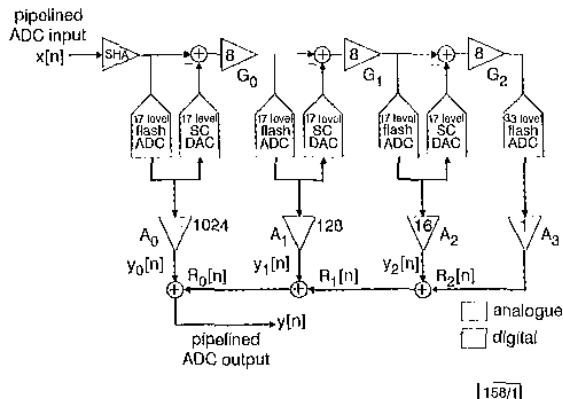 pipelined
ADC input
x[n]
SHA
8
G0
8
G1
8
G2
17 level
flash
ADC
17 level
SC
DAC
17 level
flash
ADC
17 level
SC
DAC
17 level
flash
ADC
17 level
SC
DAC
33 level
flash
ADC
A0
1024
A1
128
16
A2
1
A3
y0[n]
R0[n]
y1[n]
R1[n]
y2[n]
R2[n]
y[n]
pipelined
ADC output
analogue
digital
158/1